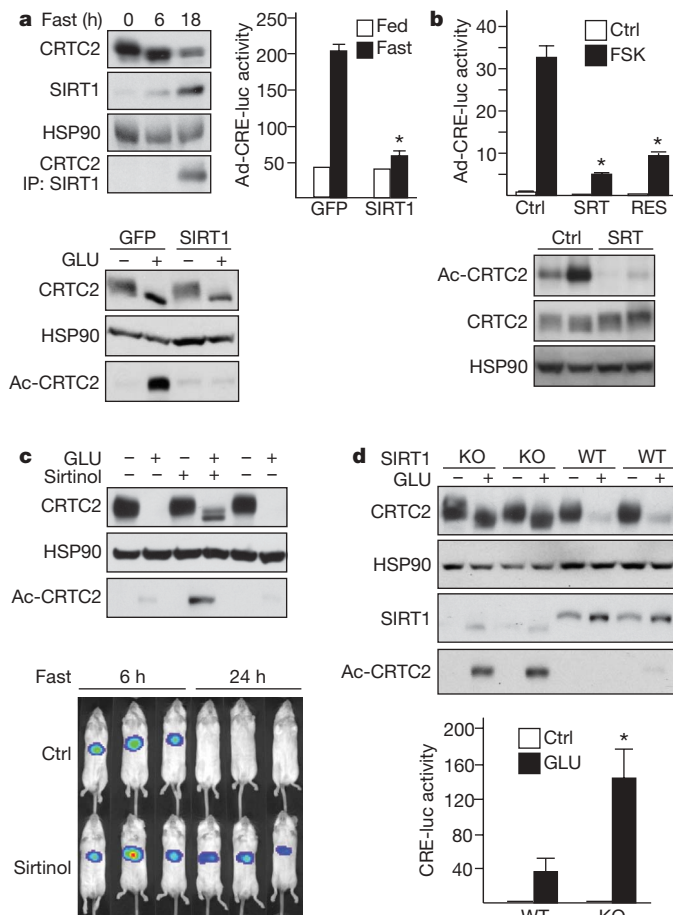 a
Fast (h) 0 6 18
CRTC2
SIRT1
HSP90
CRTC2
IP: SIRT1
Ad-CRE-luc activity
250
200
150
100
50
Fed
Fast
*
GFP SIRT1
GFP SIRT1
GLU − + − +
CRTC2
HSP90
Ac-CRTC2
b
Ad-CRE-luc activity
40
30
20
10
Ctrl
FSK
*
*
Ctrl SRT RES
Ctrl SRT
Ac-CRTC2
CRTC2
HSP90
c
GLU − + − + − +
Sirtinol − − + + − −
CRTC2
HSP90
Ac-CRTC2
Fast 6 h 24 h
Ctrl
Sirtinol
d
SIRT1 KO KO WT WT
GLU − + − + − + − +
CRTC2
HSP90
SIRT1
Ac-CRTC2
CRE-luc activity
200
160
120
80
40
Ctrl
GLU
*
WT KO